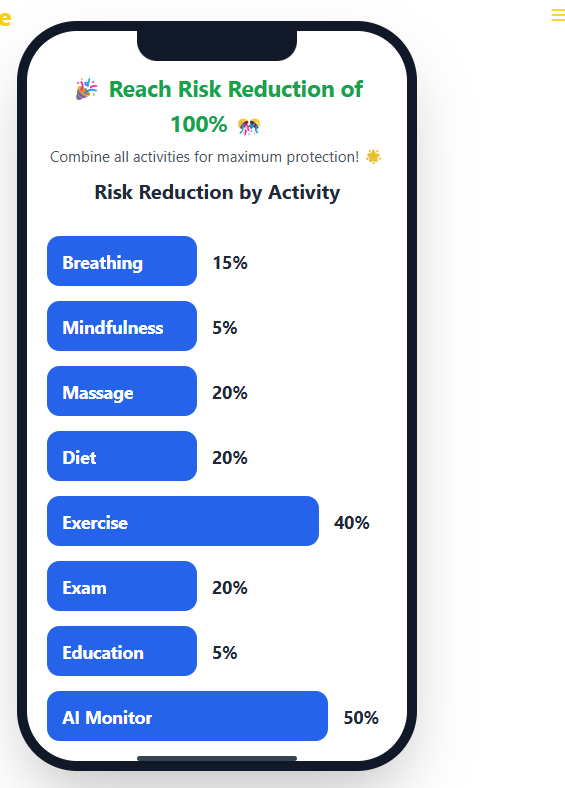 e
🎉 Reach Risk Reduction of
100% 🎊
Combine all activities for maximum protection! 🌟
Risk Reduction by Activity
Breathing 15%
Mindfulness 5%
Massage 20%
Diet 20%
Exercise 40%
Exam 20%
Education 5%
AI Monitor 50%